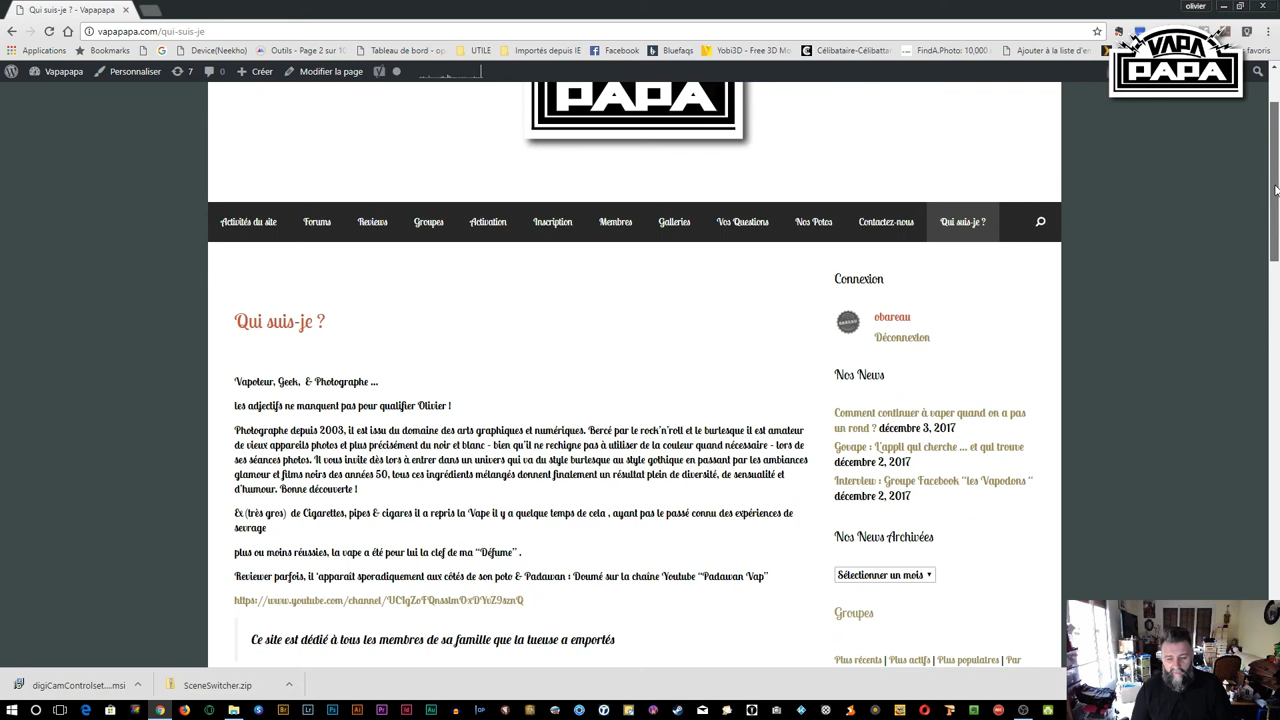 Qui suis-je ? - Vapapapa
olivier
vapapapa.com/qui-suis-je
Applications Bookmarks Device(Neekho) Outils - Page 2 sur 10 Tableau de bord - op UTILE Importés depuis IE Facebook Bluefaqs Yobi3D - Free 3D Mo Célibataire-Célibattai FindA.Photo: 10,000 Ajouter à la liste d'en favoris
Vapapapa Personnaliser 7 0 Créer Modifier la page
VAPA
PAPA
PAPA
Activités du site Forums Reviews Groupes Activation Inscription Membres Galleries Vos Questions Nos Potos Contactez-nous Qui suis-je ?
Qui suis-je ?
Vapoteur, Geek, & Photographe ...
les adjectifs ne manquent pas pour qualifier Olivier !
Photographe depuis 2003, il est issu du domaine des arts graphiques et numériques. Bercé par le rock'n'roll et le burlesque il est amateur
de vieux appareils photos et plus précisément du noir et blanc - bien qu'il ne rechigne pas à utiliser de la couleur quand nécessaire - lors de
ses séances photos. Il vous invite dès lors à entrer dans un univers qui va du style burlesque au style gothique en passant par les ambiances
glamour et films noirs des années 50, tous ces ingrédients mélangés donnent finalement un résultat plein de diversité, de sensualité et
d'humour. Bonne découverte !
Ex (très gros) de Cigarettes, pipes & cigares il a repris la Vape il y a quelque temps de cela , ayant pas le passé connu des expériences de
sevrage
plus ou moins réussies, la vape a été pour lui la clef de ma "Défume" .
Reviewer parfois, il 'apparait sporadiquement aux côtés de son poto & Padawan : Doumé sur la chaîne Youtube "Padawan Vap"
Ce site est dédié à tous les membres de sa famille que la tueuse a emportés
Connexion
obareau
Déconnexion
Nos News
Comment continuer à vaper quand on a pas
un rond ? décembre 3, 2017
Govape : L'appli qui cherche ... et qui trouve
décembre 2, 2017
Interview : Groupe Facebook "les Vapodons "
décembre 2, 2017
Nos News Archivées
Sélectionner un mois
Groupes
Plus récents | Plus actifs | Plus populaires | Par
digiCamControlset....msi
SceneSwitcher.zip